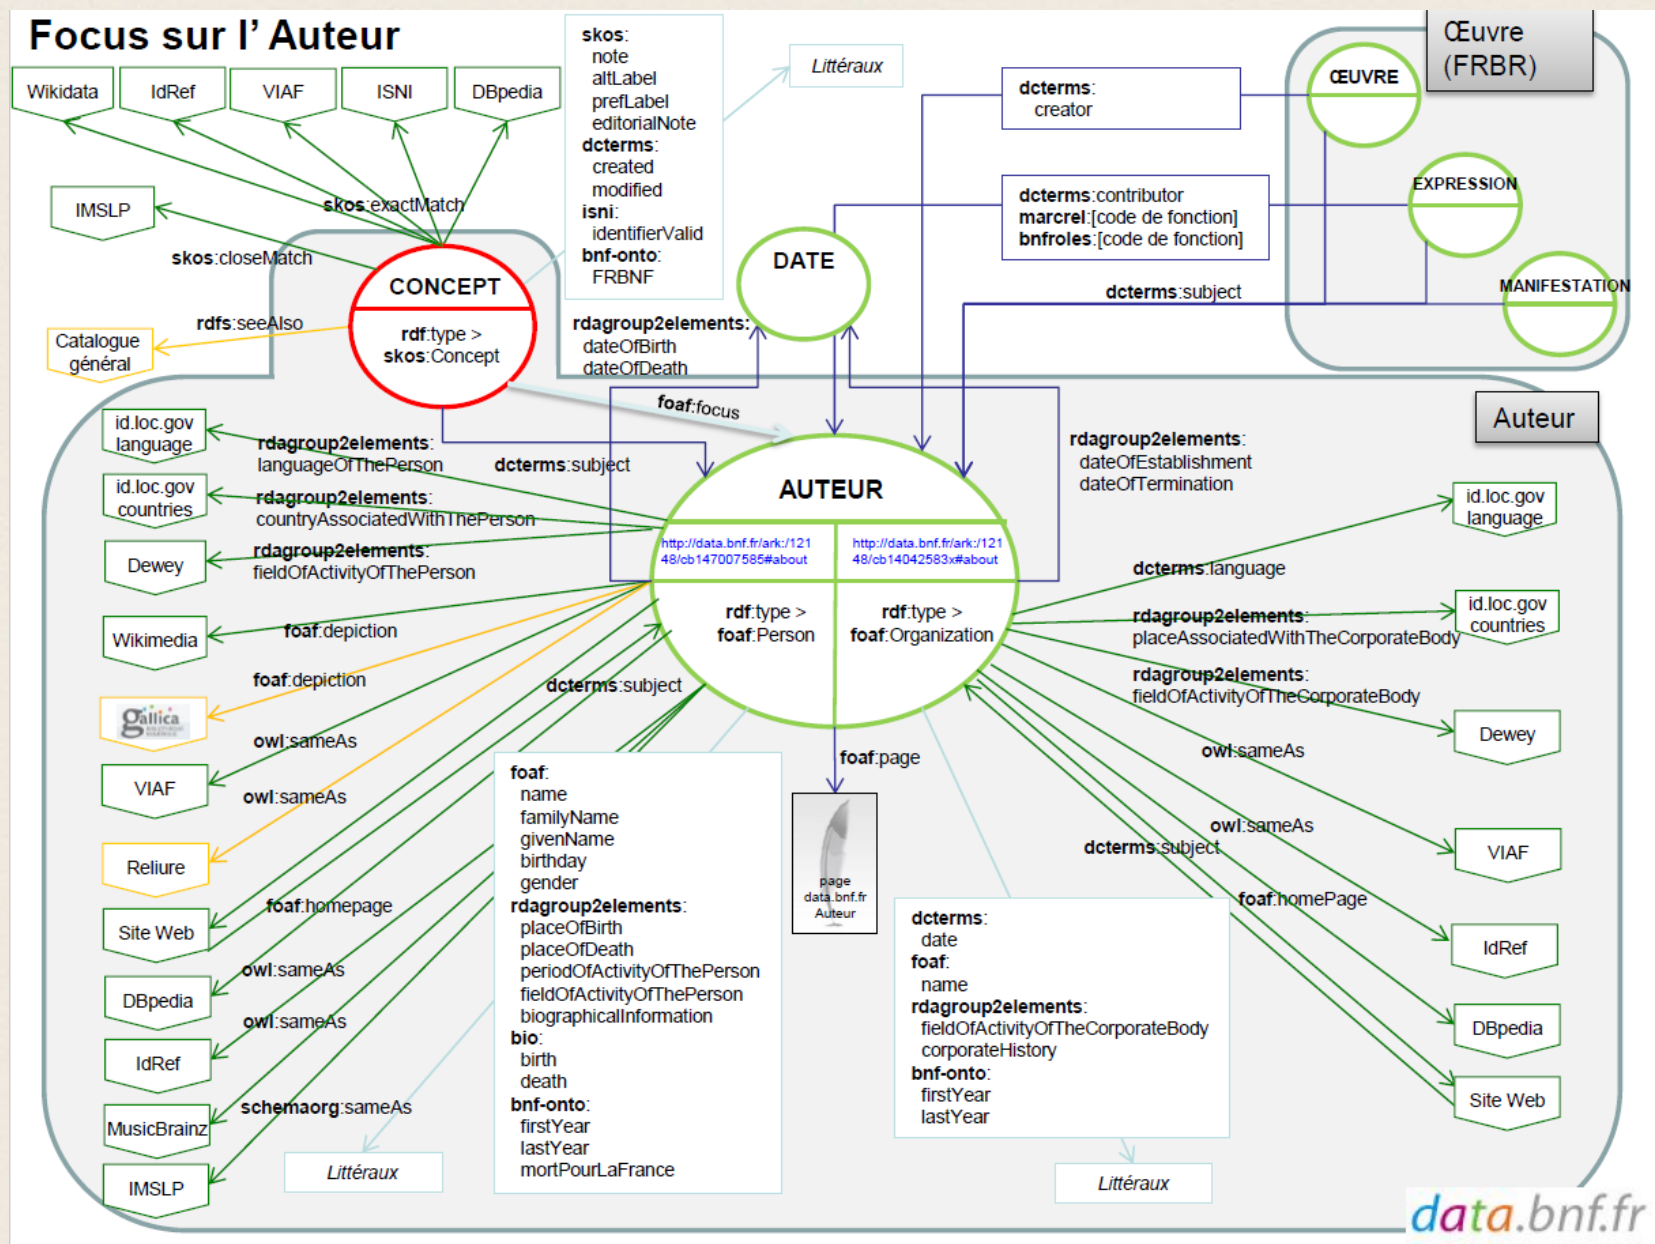 Focus sur l' Auteur
Wikidata
IdRef
VIAF
ISNI
DBpedia
IMSLP
skos:exactMatch
skos:closeMatch
rdfs:seeAlso
Catalogue
général
CONCEPT
rdf:type >
skos:Concept
skos:
note
altLabel
prefLabel
editorialNote
dcterms:
created
modified
isni:
identifierValid
bnf-onto:
FRBNF
Littéraux
rdagroup2elements:
dateOfBirth
dateOfDeath
DATE
dcterms:
creator
dcterms:contributor
marcrel:[code de fonction]
bnfroles:[code de fonction]
dcterms:subject
Œuvre
(FRBR)
ŒUVRE
EXPRESSION
MANIFESTATION
Auteur
foaf:focus
dcterms:subject
rdagroup2elements:
dateOfEstablishment
dateOfTermination
AUTEUR
http://data.bnf.fr/ark:/121
48/cb147007585#about
http://data.bnf.fr/ark:/121
48/cb14042583x#about
rdf:type >
foaf:Person
rdf:type >
foaf:Organization
id.loc.gov
language
rdagroup2elements:
languageOfThePerson
id.loc.gov
countries
rdagroup2elements:
countryAssociatedWithThePerson
Dewey
rdagroup2elements:
fieldOfActivityOfThePerson
Wikimedia
foaf:depiction
foaf:depiction
gallica
VIAF
owl:sameAs
owl:sameAs
Reliure
dcterms:subject
Site Web
foaf:homepage
DBpedia
owl:sameAs
IdRef
owl:sameAs
MusicBrainz
schemaorg:sameAs
IMSLP
Littéraux
foaf:
name
familyName
givenName
birthday
gender
rdagroup2elements:
placeOfBirth
placeOfDeath
periodOfActivityOfThePerson
fieldOfActivityOfThePerson
biographicalInformation
bio:
birth
death
bnf-onto:
firstYear
lastYear
mortPourLaFrance
foaf:page
page
data.bnf.fr
Auteur
dcterms:
date
foaf:
name
rdagroup2elements:
fieldOfActivityOfTheCorporateBody
corporateHistory
bnf-onto:
firstYear
lastYear
Littéraux
id.loc.gov
language
dcterms:language
id.loc.gov
countries
rdagroup2elements:
placeAssociatedWithTheCorporateBody
rdagroup2elements:
fieldOfActivityOfTheCorporateBody
Dewey
owl:sameAs
VIAF
owl:sameAs
dcterms:subject
foaf:homePage
IdRef
DBpedia
Site Web
data.bnf.fr